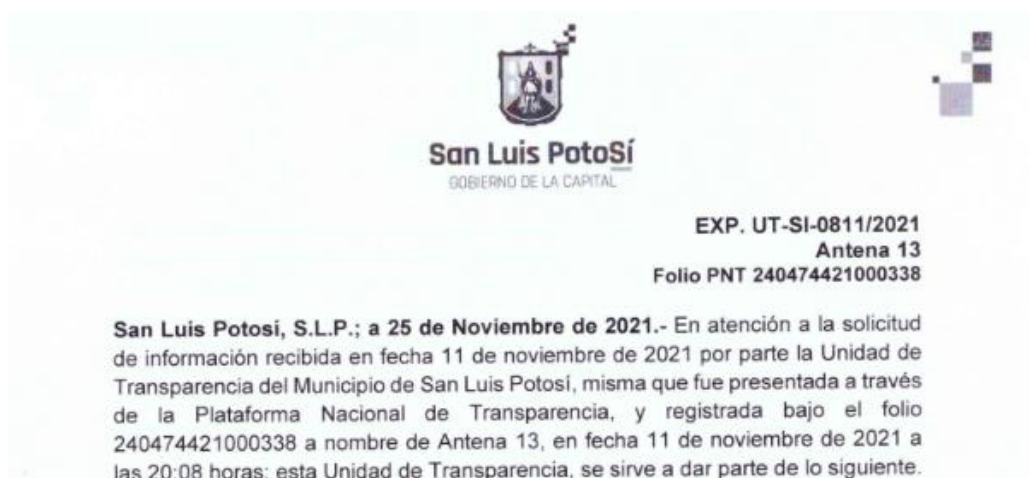 San Luis PotoSí
GOBIERNO DE LA CAPITAL
EXP. UT-SI-0811/2021
Antena 13
Folio PNT 240474421000338
San Luis Potosí, S.L.P.; a 25 de Noviembre de 2021.- En atención a la solicitud
de información recibida en fecha 11 de noviembre de 2021 por parte la Unidad de
Transparencia del Municipio de San Luis Potosí, misma que fue presentada a través
de la Plataforma Nacional de Transparencia, y registrada bajo el folio
240474421000338 a nombre de Antena 13, en fecha 11 de noviembre de 2021 a
las 20:08 horas; esta Unidad de Transparencia, se sirve a dar parte de lo siguiente.